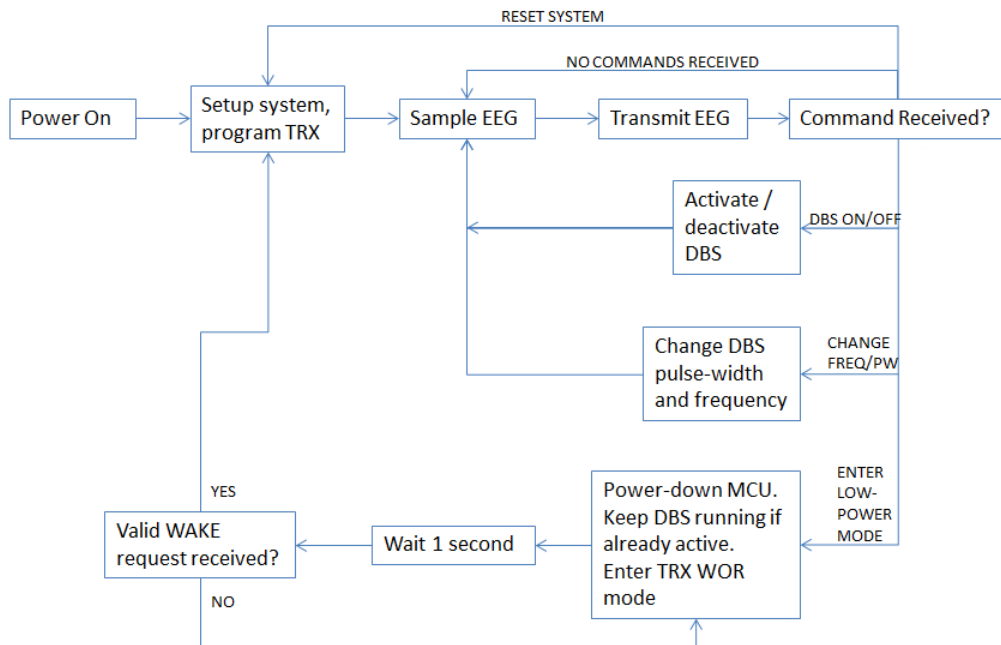 RESET SYSTEM
NO COMMANDS RECEIVED
Power On
Setup system,
program TRX
Sample EEG
Transmit EEG
Command Received?
Activate /
deactivate
DBS
DBS ON/OFF
Change DBS
pulse-width
and frequency
CHANGE
FREQ/PW
Power-down MCU.
Keep DBS running if
already active.
Enter TRX WOR
mode
ENTER
LOW-
POWER
MODE
Wait 1 second
YES
Valid WAKE
request received?
NO